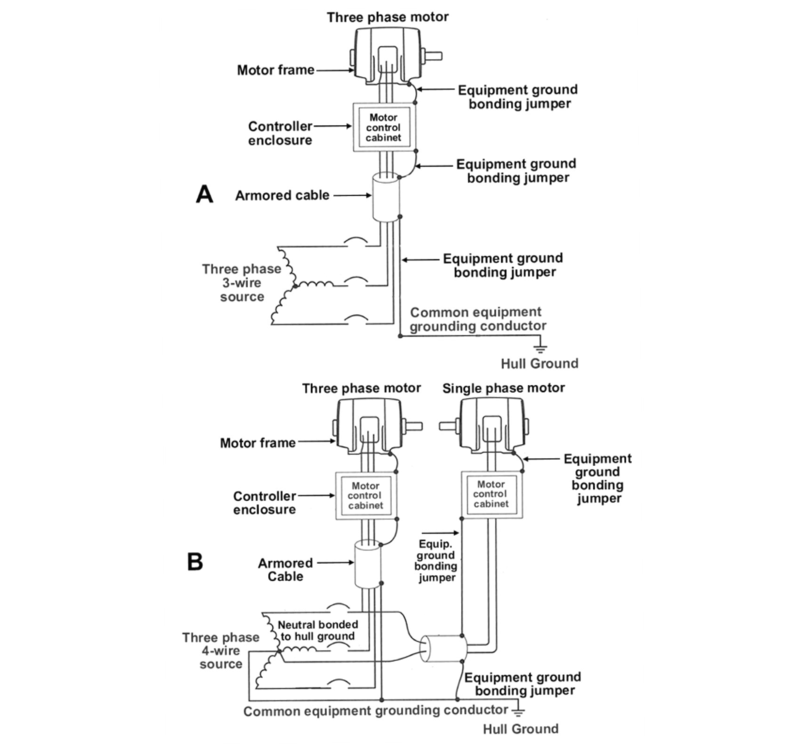 Three phase motor
Motor frame
Equipment ground
bonding jumper
Controller
enclosure
Motor
control
cabinet
Equipment ground
bonding jumper
A
Armored cable
Three phase
3-wire
source
Equipment ground
bonding jumper
Common equipment
grounding conductor
Hull Ground
Three phase motor
Single phase motor
Motor frame
Equipment
ground
bonding
jumper
Controller
enclosure
Motor
control
cabinet
Motor
control
cabinet
B
Armored
Cable
Equip.
ground
bonding
jumper
Neutral bonded
to hull ground
Three phase
4-wire
source
Equipment ground
bonding jumper
Common equipment grounding conductor
Hull Ground